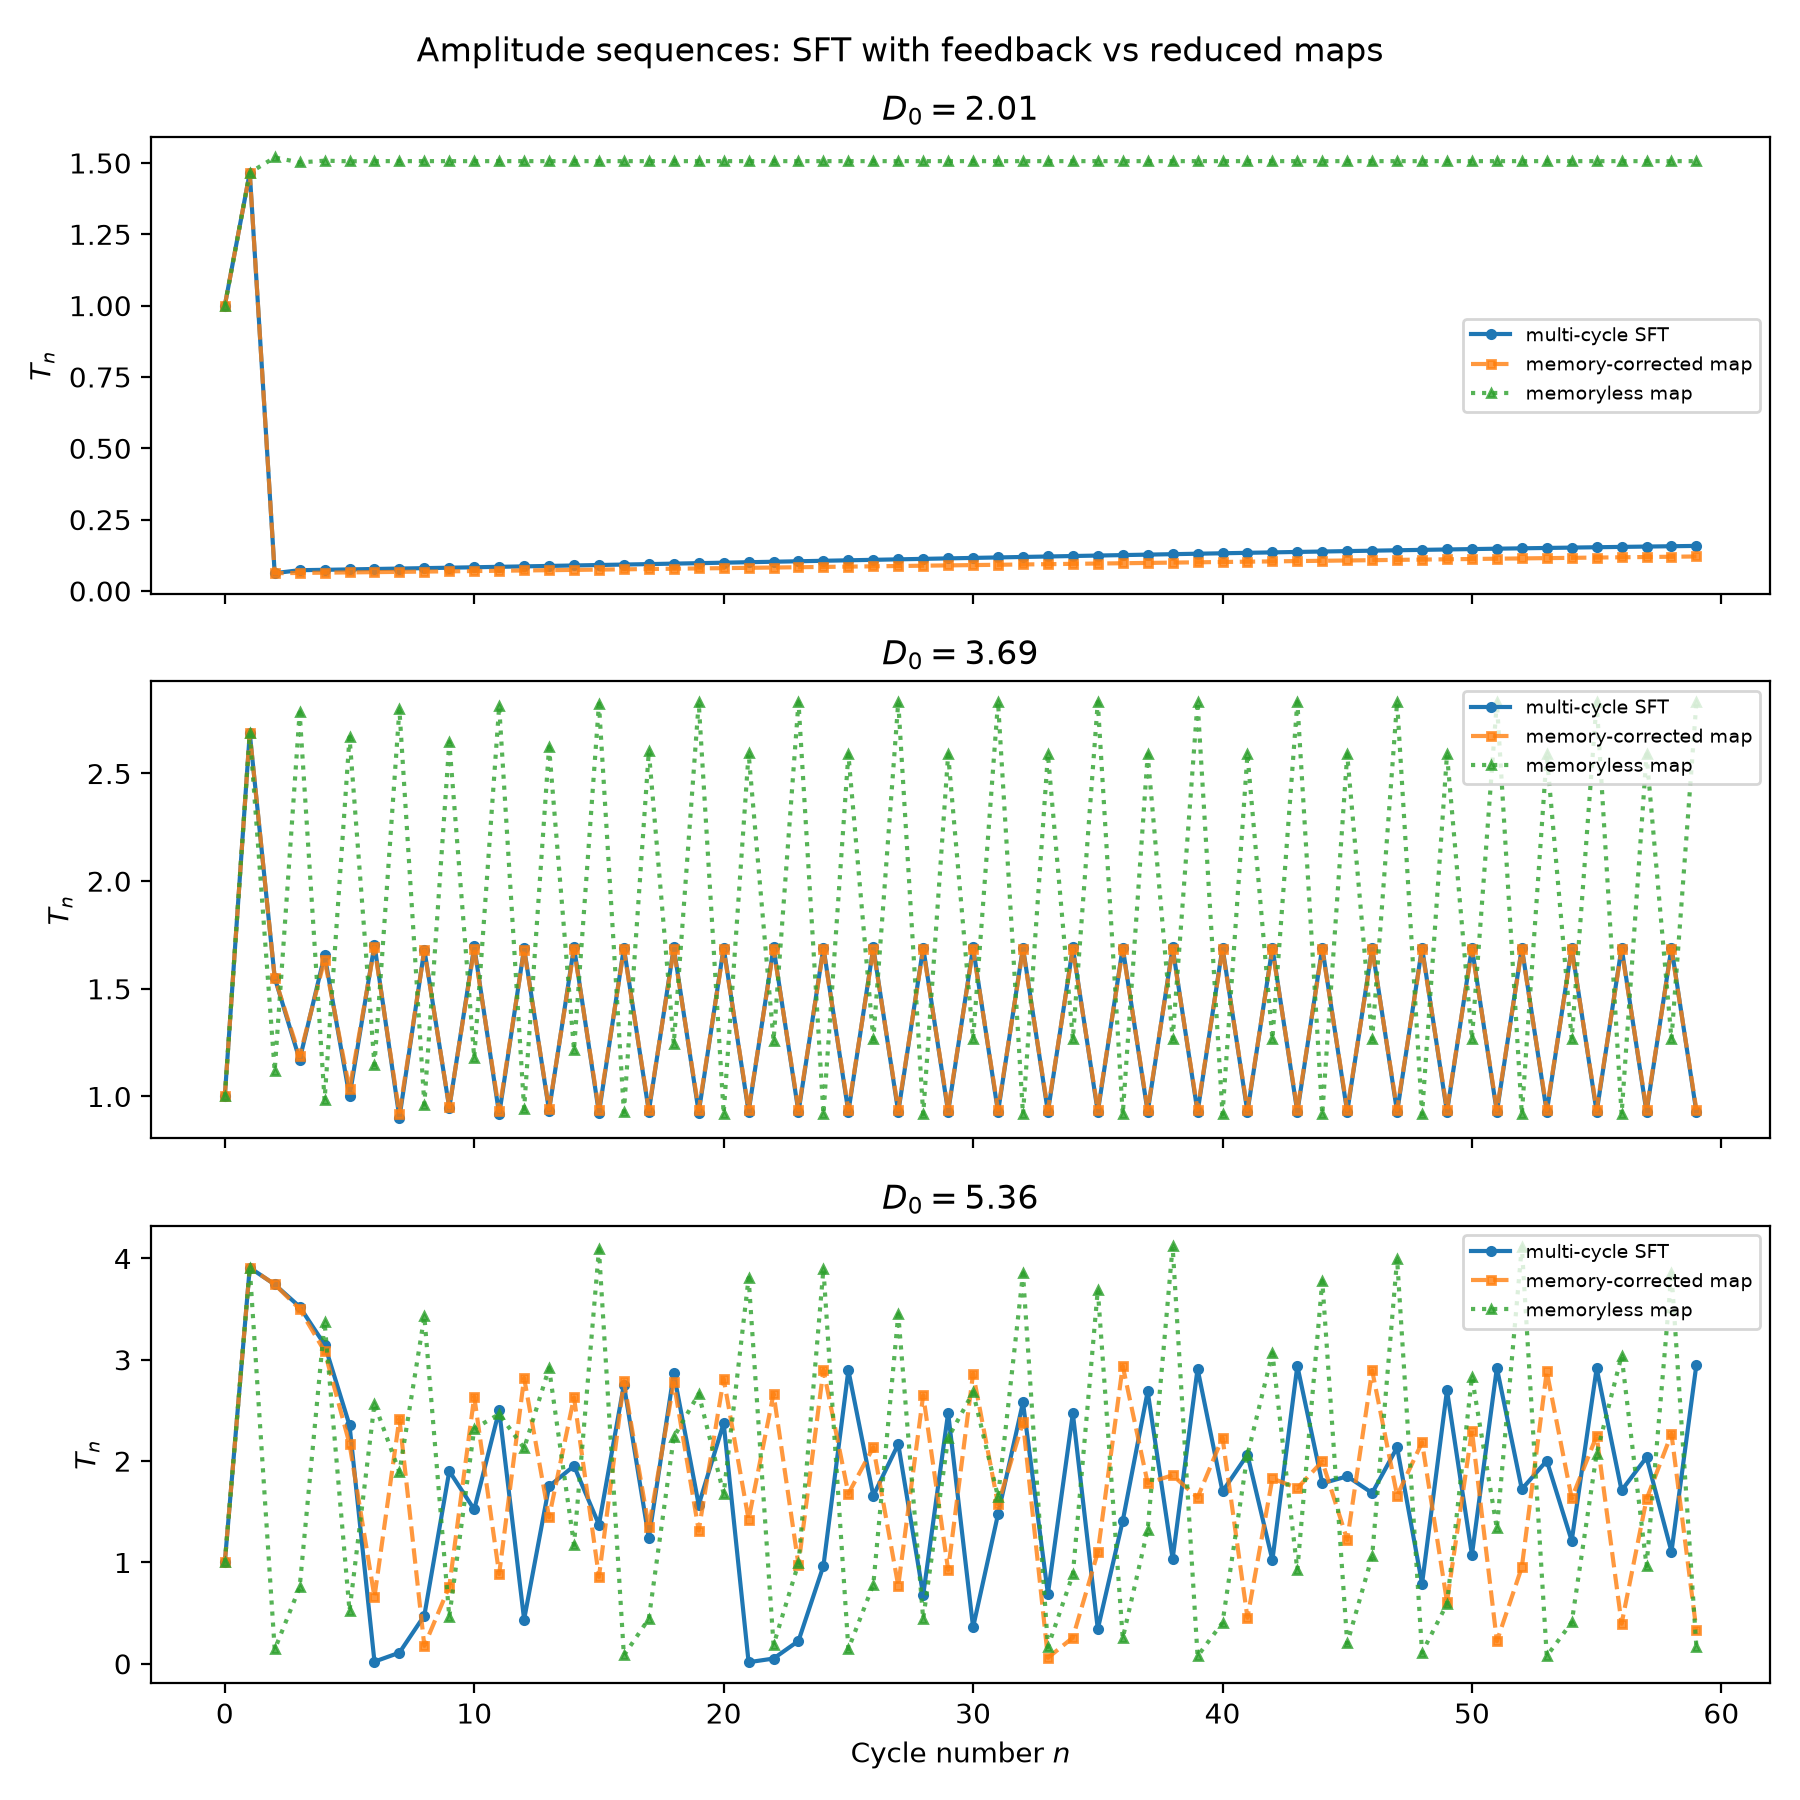 Amplitude sequences: SFT with feedback vs reduced maps
D₀ = 2.01
1.50
1.25
1.00
0.75
0.50
0.25
0.00
Tₙ
multi-cycle SFT
memory-corrected map
memoryless map
D₀ = 3.69
2.5
2.0
1.5
1.0
Tₙ
multi-cycle SFT
memory-corrected map
memoryless map
D₀ = 5.36
4
3
2
1
0
Tₙ
multi-cycle SFT
memory-corrected map
memoryless map
0 10 20 30 40 50 60
Cycle number n